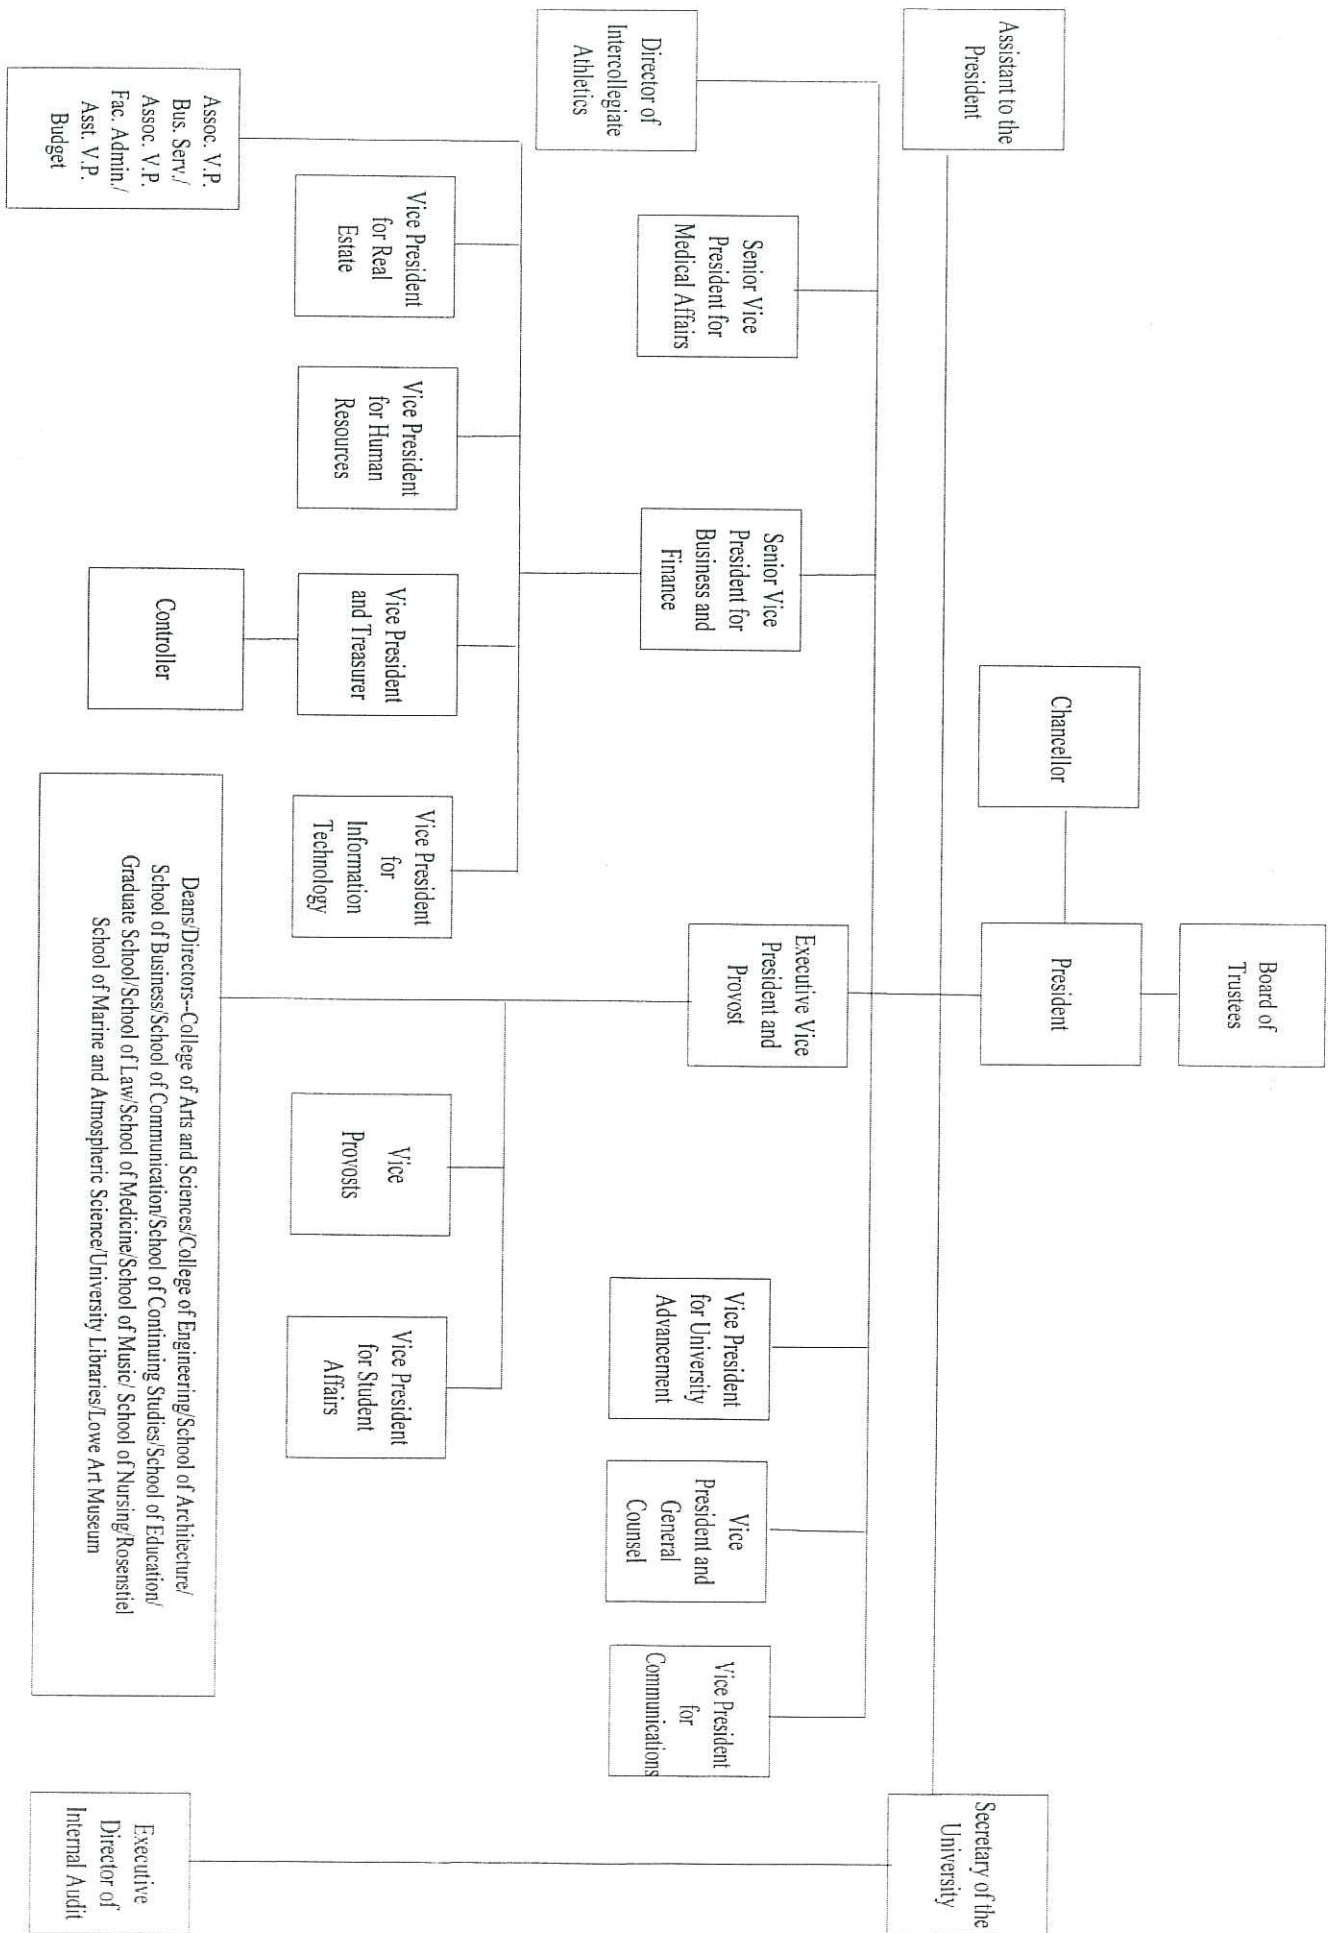 Board of
Trustees
Chancellor
President
Assistant to the
President
Secretary of the
University
Director of
Intercollegiate
Athletics
Senior Vice
President for
Medical Affairs
Senior Vice
President for
Business and
Finance
Executive Vice
President and
Provost
Vice President
for University
Advancement
Vice
President and
General
Counsel
Vice President
for
Communications
Assoc. V.P.
Bus. Serv./
Assoc. V.P.
Fac. Admin./
Asst. V.P.
Budget
Vice President
for Real
Estate
Vice President
for Human
Resources
Vice President
and Treasurer
Vice President
for
Information
Technology
Vice
Provosts
Vice President
for Student
Affairs
Controller
Deans/Directors--College of Arts and Sciences/College of Engineering/School of Architecture/
School of Business/School of Communication/School of Continuing Studies/School of Education/
Graduate School/School of Law/School of Medicine/School of Music/ School of Nursing/Rosenstiel
School of Marine and Atmospheric Science/University Libraries/Lowe Art Museum
Executive
Director of
Internal Audit